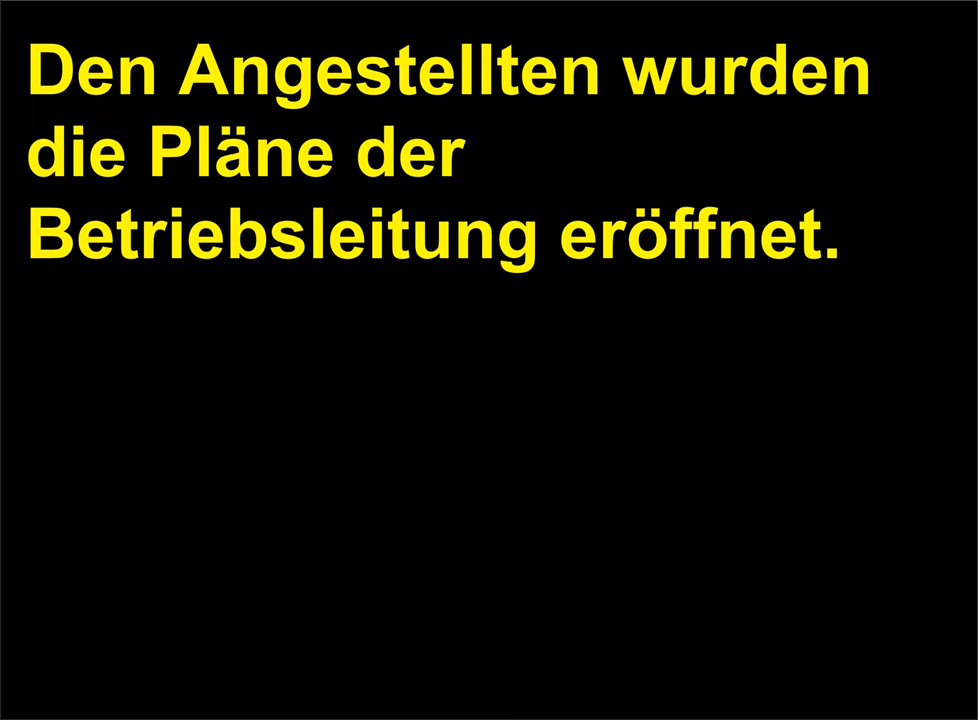 Den Angestellten wurden
die Pläne der
Betriebsleitung eröffnet.